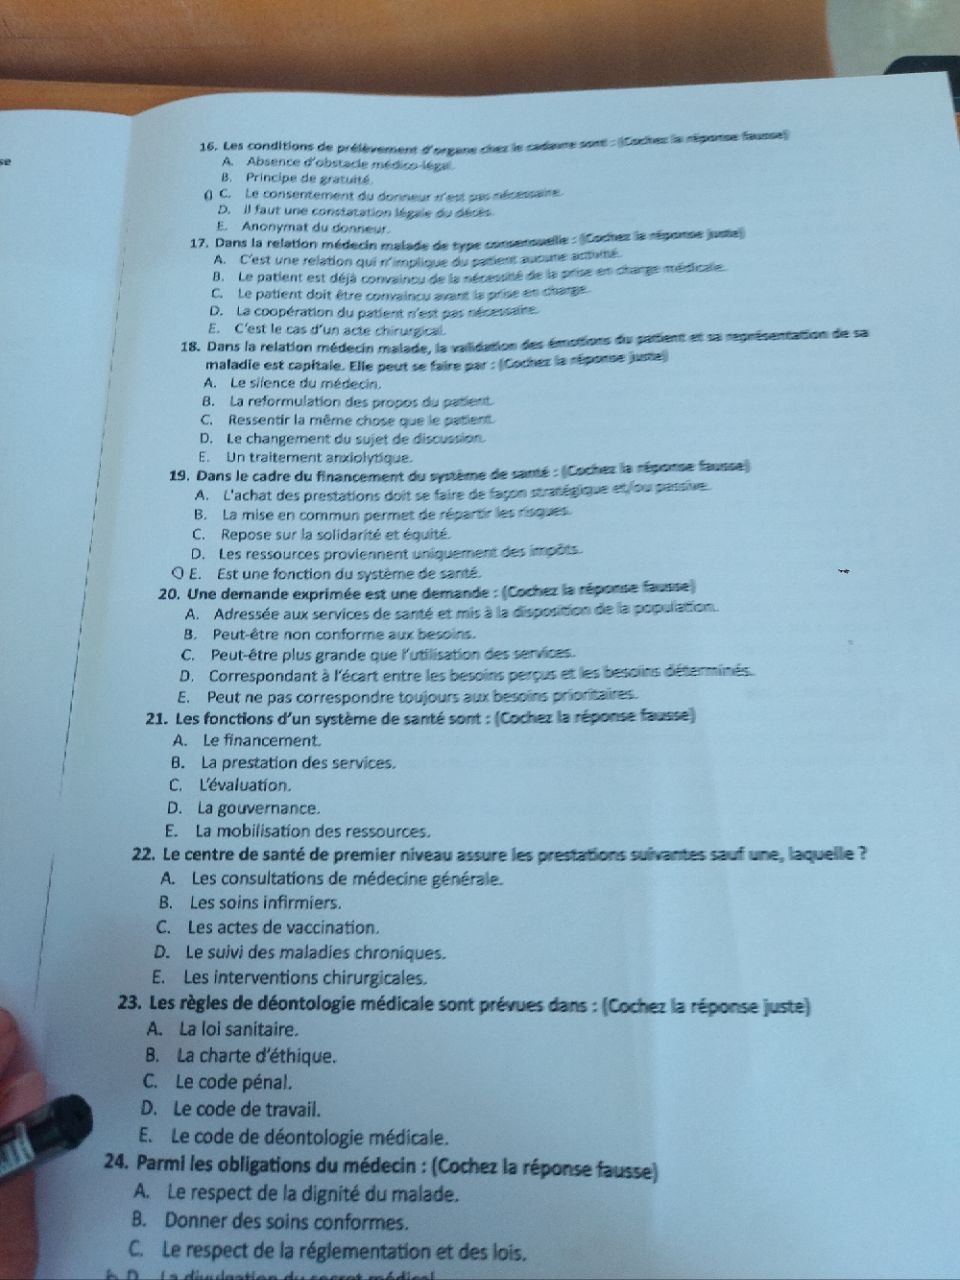 se
16. Les conditions de prélèvement d'organe chez le cadavre sont : (Cochez la réponse fausse)
A. Absence d'obstacle médico-légal.
B. Principe de gratuité.
C. Le consentement du donneur n'est pas nécessaire.
D. Il faut une constatation légale du décès.
E. Anonymat du donneur.
17. Dans la relation médecin malade de type consensuelle : (Cochez la réponse juste)
A. C'est une relation qui n'implique du patient aucune activité.
B. Le patient est déjà convaincu de la nécessité de la prise en charge médicale.
C. Le patient doit être convaincu avant la prise en charge.
D. La coopération du patient n'est pas nécessaire.
E. C'est le cas d'un acte chirurgical.
18. Dans la relation médecin malade, la validation des émotions du patient et sa représentation de sa
maladie est capitale. Elle peut se faire par : (Cochez la réponse juste)
A. Le silence du médecin.
B. La reformulation des propos du patient.
C. Ressentir la même chose que le patient.
D. Le changement du sujet de discussion.
E. Un traitement anxiolytique.
19. Dans le cadre du financement du système de santé : (Cochez la réponse fausse)
A. L'achat des prestations doit se faire de façon stratégique et/ou passive.
B. La mise en commun permet de répartir les risques.
C. Repose sur la solidarité et équité.
D. Les ressources proviennent uniquement des impôts.
E. Est une fonction du système de santé.
20. Une demande exprimée est une demande : (Cochez la réponse fausse)
A. Adressée aux services de santé et mis à la disposition de la population.
B. Peut-être non conforme aux besoins.
C. Peut-être plus grande que l'utilisation des services.
D. Correspondant à l'écart entre les besoins perçus et les besoins déterminés.
E. Peut ne pas correspondre toujours aux besoins prioritaires.
21. Les fonctions d'un système de santé sont : (Cochez la réponse fausse)
A. Le financement.
B. La prestation des services.
C. L'évaluation.
D. La gouvernance.
E. La mobilisation des ressources.
22. Le centre de santé de premier niveau assure les prestations suivantes sauf une, laquelle ?
A. Les consultations de médecine générale.
B. Les soins infirmiers.
C. Les actes de vaccination.
D. Le suivi des maladies chroniques.
E. Les interventions chirurgicales.
23. Les règles de déontologie médicale sont prévues dans : (Cochez la réponse juste)
A. La loi sanitaire.
B. La charte d'éthique.
C. Le code pénal.
D. Le code de travail.
E. Le code de déontologie médicale.
24. Parmi les obligations du médecin : (Cochez la réponse fausse)
A. Le respect de la dignité du malade.
B. Donner des soins conformes.
C. Le respect de la réglementation et des lois.
D. La divulgation du secret médical.